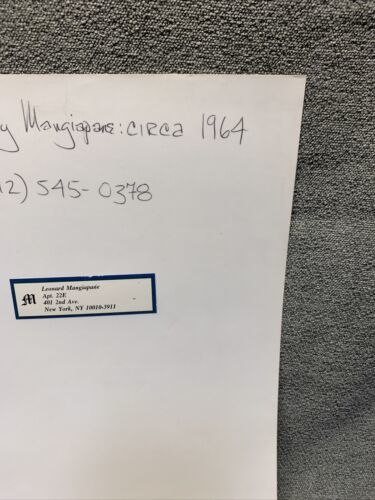 y Mangiapane: circa 1964
12) 545-0378
M
Leonard Mangiapane
Apt. 22E
401 2nd Ave.
New York, NY 10010-3911